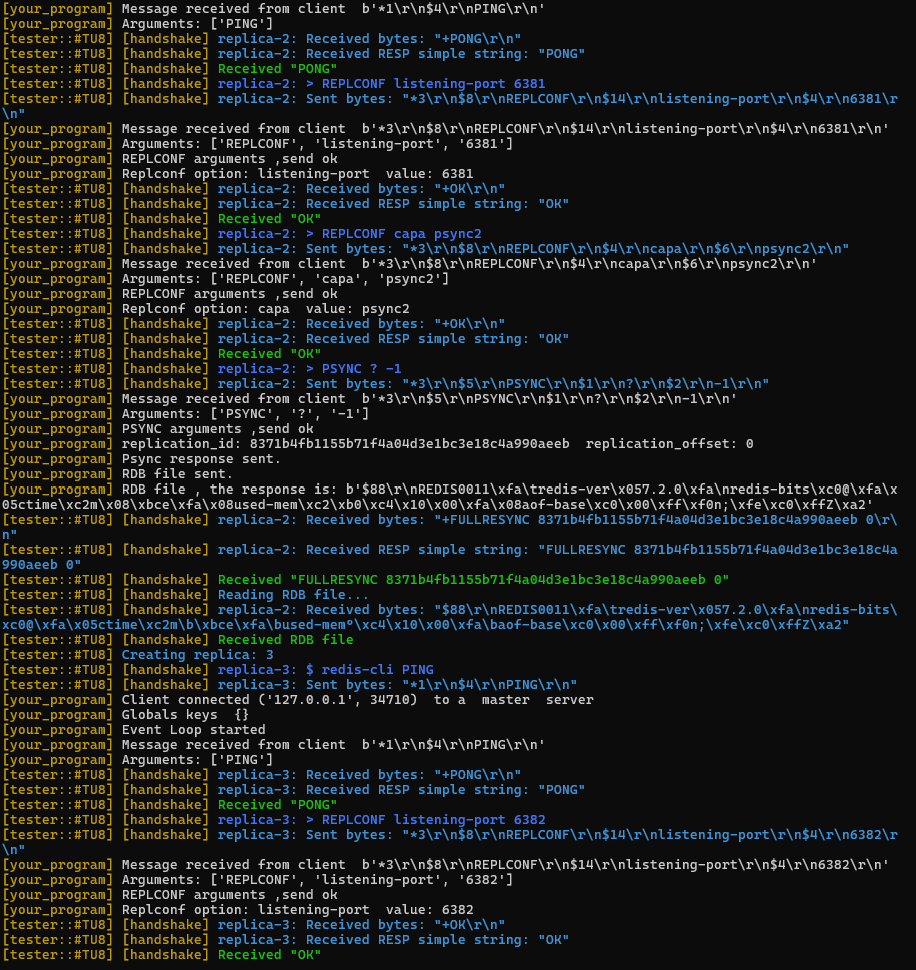 [your_program] Message received from client  b'*1\r\n$4\r\nPING\r\n'
[your_program] Arguments: ['PING']
[tester::#TU8] [handshake] replica-2: Received bytes: "+PONG\r\n"
[tester::#TU8] [handshake] replica-2: Received RESP simple string: "PONG"
[tester::#TU8] [handshake] Received "PONG"
[tester::#TU8] [handshake] replica-2: > REPLCONF listening-port 6381
[tester::#TU8] [handshake] replica-2: Sent bytes: "*3\r\n$8\r\nREPLCONF\r\n$14\r\nlistening-port\r\n$4\r\n6381\r
\n"
[your_program] Message received from client  b'*3\r\n$8\r\nREPLCONF\r\n$14\r\nlistening-port\r\n$4\r\n6381\r\n'
[your_program] Arguments: ['REPLCONF', 'listening-port', '6381']
[your_program] REPLCONF arguments ,send ok
[your_program] Replconf option: listening-port  value: 6381
[tester::#TU8] [handshake] replica-2: Received bytes: "+OK\r\n"
[tester::#TU8] [handshake] replica-2: Received RESP simple string: "OK"
[tester::#TU8] [handshake] Received "OK"
[tester::#TU8] [handshake] replica-2: > REPLCONF capa psync2
[tester::#TU8] [handshake] replica-2: Sent bytes: "*3\r\n$8\r\nREPLCONF\r\n$4\r\ncapa\r\n$6\r\npsync2\r\n"
[your_program] Message received from client  b'*3\r\n$8\r\nREPLCONF\r\n$4\r\ncapa\r\n$6\r\npsync2\r\n'
[your_program] Arguments: ['REPLCONF', 'capa', 'psync2']
[your_program] REPLCONF arguments ,send ok
[your_program] Replconf option: capa  value: psync2
[tester::#TU8] [handshake] replica-2: Received bytes: "+OK\r\n"
[tester::#TU8] [handshake] replica-2: Received RESP simple string: "OK"
[tester::#TU8] [handshake] Received "OK"
[tester::#TU8] [handshake] replica-2: > PSYNC ? -1
[tester::#TU8] [handshake] replica-2: Sent bytes: "*3\r\n$5\r\nPSYNC\r\n$1\r\n?\r\n$2\r\n-1\r\n"
[your_program] Message received from client  b'*3\r\n$5\r\nPSYNC\r\n$1\r\n?\r\n$2\r\n-1\r\n'
[your_program] Arguments: ['PSYNC', '?', '-1']
[your_program] PSYNC arguments ,send ok
[your_program] replication_id: 8371b4fb1155b71f4a04d3e1bc3e18c4a990aeeb  replication_offset: 0
[your_program] Psync response sent.
[your_program] RDB file sent.
[your_program] RDB file , the response is: b'$88\r\nREDIS0011\xfa\tredis-ver\x057.2.0\xfa\nredis-bits\xc0@\xfa\x
05ctime\xc2m\x08\xbce\xfa\x08used-mem\xc2\xb0\xc4\x10\x00\xfa\x08aof-base\xc0\x00\xff\xf0n;\xfe\xc0\xffZ\xa2'
[tester::#TU8] [handshake] replica-2: Received bytes: "+FULLRESYNC 8371b4fb1155b71f4a04d3e1bc3e18c4a990aeeb 0\r\
n"
[tester::#TU8] [handshake] replica-2: Received RESP simple string: "FULLRESYNC 8371b4fb1155b71f4a04d3e1bc3e18c4a
990aeeb 0"
[tester::#TU8] [handshake] Received "FULLRESYNC 8371b4fb1155b71f4a04d3e1bc3e18c4a990aeeb 0"
[tester::#TU8] [handshake] Reading RDB file...
[tester::#TU8] [handshake] replica-2: Received bytes: "$88\r\nREDIS0011\xfa\tredis-ver\x057.2.0\xfa\nredis-bits\
xc0@\xfa\x05ctime\xc2m\b\xbce\xfa\bused-mem°\xc4\x10\x00\xfa\baof-base\xc0\x00\xff\xf0n;\xfe\xc0\xffZ\xa2"
[tester::#TU8] [handshake] Received RDB file
[tester::#TU8] Creating replica: 3
[tester::#TU8] [handshake] replica-3: $ redis-cli PING
[tester::#TU8] [handshake] replica-3: Sent bytes: "*1\r\n$4\r\nPING\r\n"
[your_program] Client connected ('127.0.0.1', 34710)  to a  master  server
[your_program] Globals keys  {}
[your_program] Event Loop started
[your_program] Message received from client  b'*1\r\n$4\r\nPING\r\n'
[your_program] Arguments: ['PING']
[tester::#TU8] [handshake] replica-3: Received bytes: "+PONG\r\n"
[tester::#TU8] [handshake] replica-3: Received RESP simple string: "PONG"
[tester::#TU8] [handshake] Received "PONG"
[tester::#TU8] [handshake] replica-3: > REPLCONF listening-port 6382
[tester::#TU8] [handshake] replica-3: Sent bytes: "*3\r\n$8\r\nREPLCONF\r\n$14\r\nlistening-port\r\n$4\r\n6382\r
\n"
[your_program] Message received from client  b'*3\r\n$8\r\nREPLCONF\r\n$14\r\nlistening-port\r\n$4\r\n6382\r\n'
[your_program] Arguments: ['REPLCONF', 'listening-port', '6382']
[your_program] REPLCONF arguments ,send ok
[your_program] Replconf option: listening-port  value: 6382
[tester::#TU8] [handshake] replica-3: Received bytes: "+OK\r\n"
[tester::#TU8] [handshake] replica-3: Received RESP simple string: "OK"
[tester::#TU8] [handshake] Received "OK"